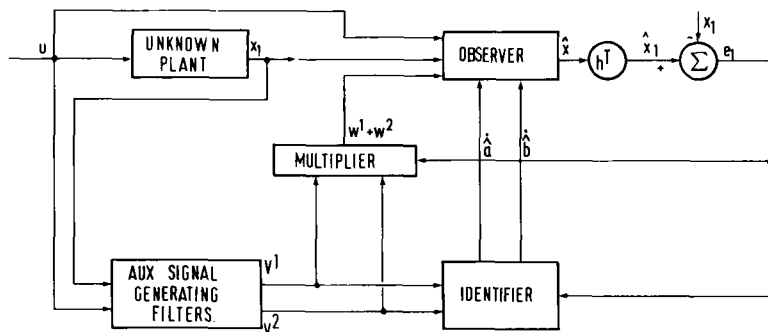 u
UNKNOWN
PLANT
x₁
OBSERVER
x̂
hᵀ
x̂₁
+
x₁
-
Σ
e₁
w¹+w²
MULTIPLIER
â̇
b̂̇
AUX SIGNAL
GENERATING
FILTERS.
V¹
V²
IDENTIFIER